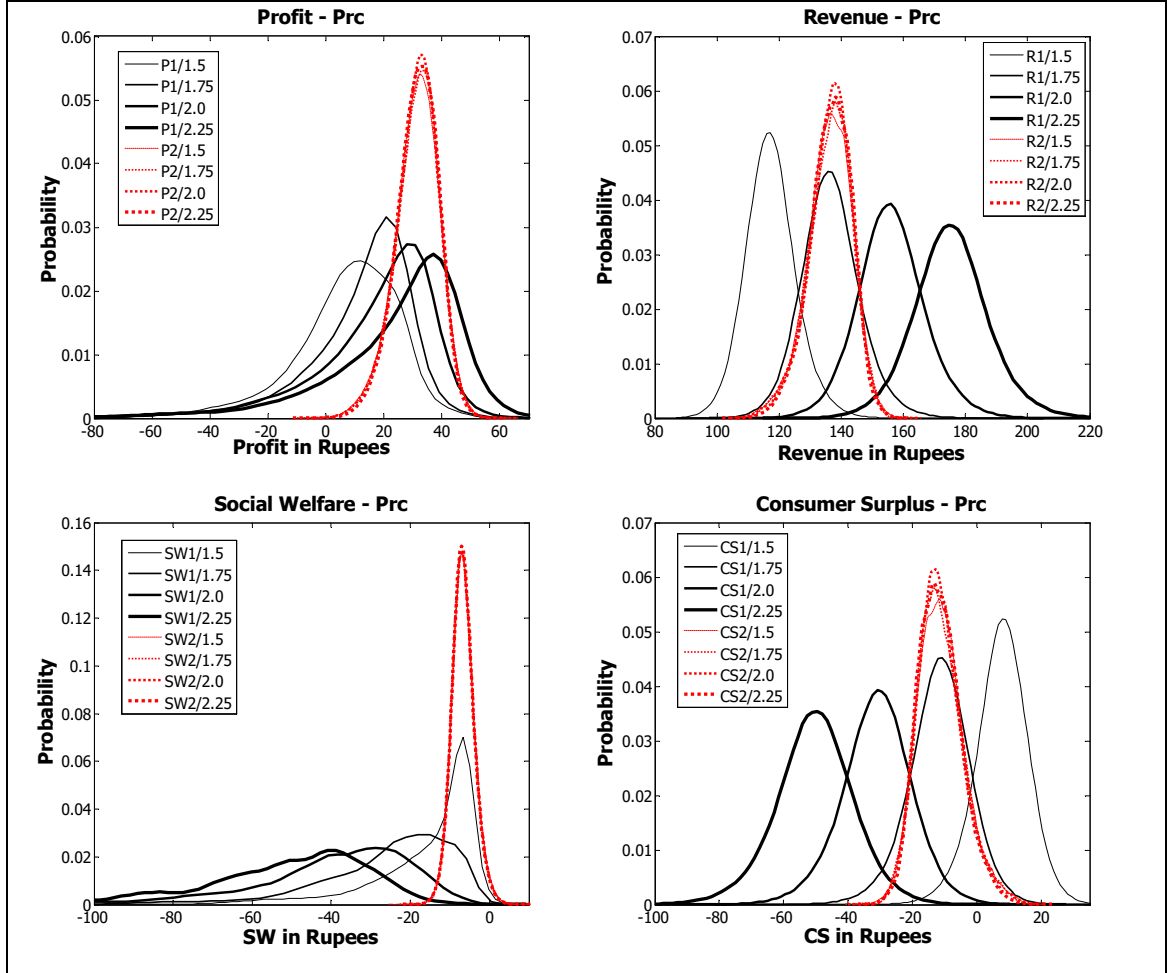 Profit - Prc
0.06
0.05
0.04
0.03
0.02
0.01
0
Probability
P1/1.5
P1/1.75
P1/2.0
P1/2.25
P2/1.5
P2/1.75
P2/2.0
P2/2.25
-80 -60 -40 -20 0 20 40 60
Profit in Rupees
Revenue - Prc
0.07
0.06
0.05
0.04
0.03
0.02
0.01
0
Probability
R1/1.5
R1/1.75
R1/2.0
R1/2.25
R2/1.5
R2/1.75
R2/2.0
R2/2.25
80 100 120 140 160 180 200 220
Revenue in Rupees
Social Welfare - Prc
0.16
0.14
0.12
0.1
0.08
0.06
0.04
0.02
0
Probability
SW1/1.5
SW1/1.75
SW1/2.0
SW1/2.25
SW2/1.5
SW2/1.75
SW2/2.0
SW2/2.25
-100 -80 -60 -40 -20 0
SW in Rupees
Consumer Surplus - Prc
0.07
0.06
0.05
0.04
0.03
0.02
0.01
0
Probability
CS1/1.5
CS1/1.75
CS1/2.0
CS1/2.25
CS2/1.5
CS2/1.75
CS2/2.0
CS2/2.25
-100 -80 -60 -40 -20 0 20
CS in Rupees